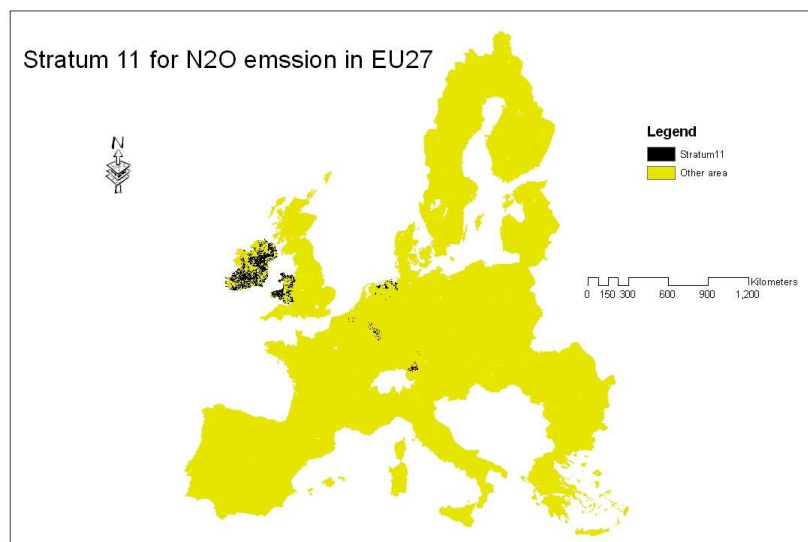 Stratum 11 for N2O emssion in EU27
N
Legend
Stratum11
Other area
Kilometers
0 150 300 600 900 1,200